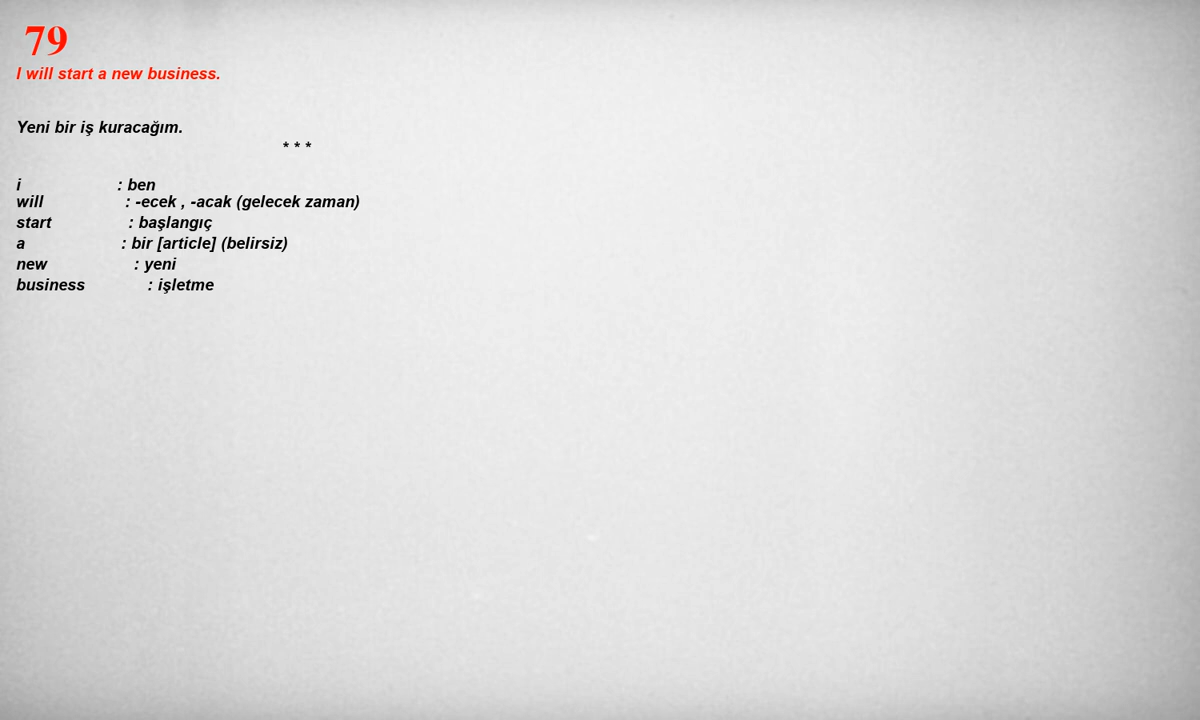 79
I will start a new business.
Yeni bir iş kuracağım.
* * *
i : ben
will : -ecek , -acak (gelecek zaman)
start : başlangıç
a : bir [article] (belirsiz)
new : yeni
business : işletme